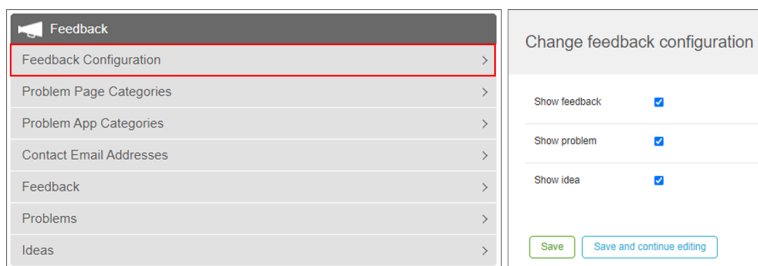 Feedback
Feedback Configuration
Problem Page Categories
Problem App Categories
Contact Email Addresses
Feedback
Problems
Ideas
Change feedback configuration
Show feedback
Show problem
Show idea
Save
Save and continue editing